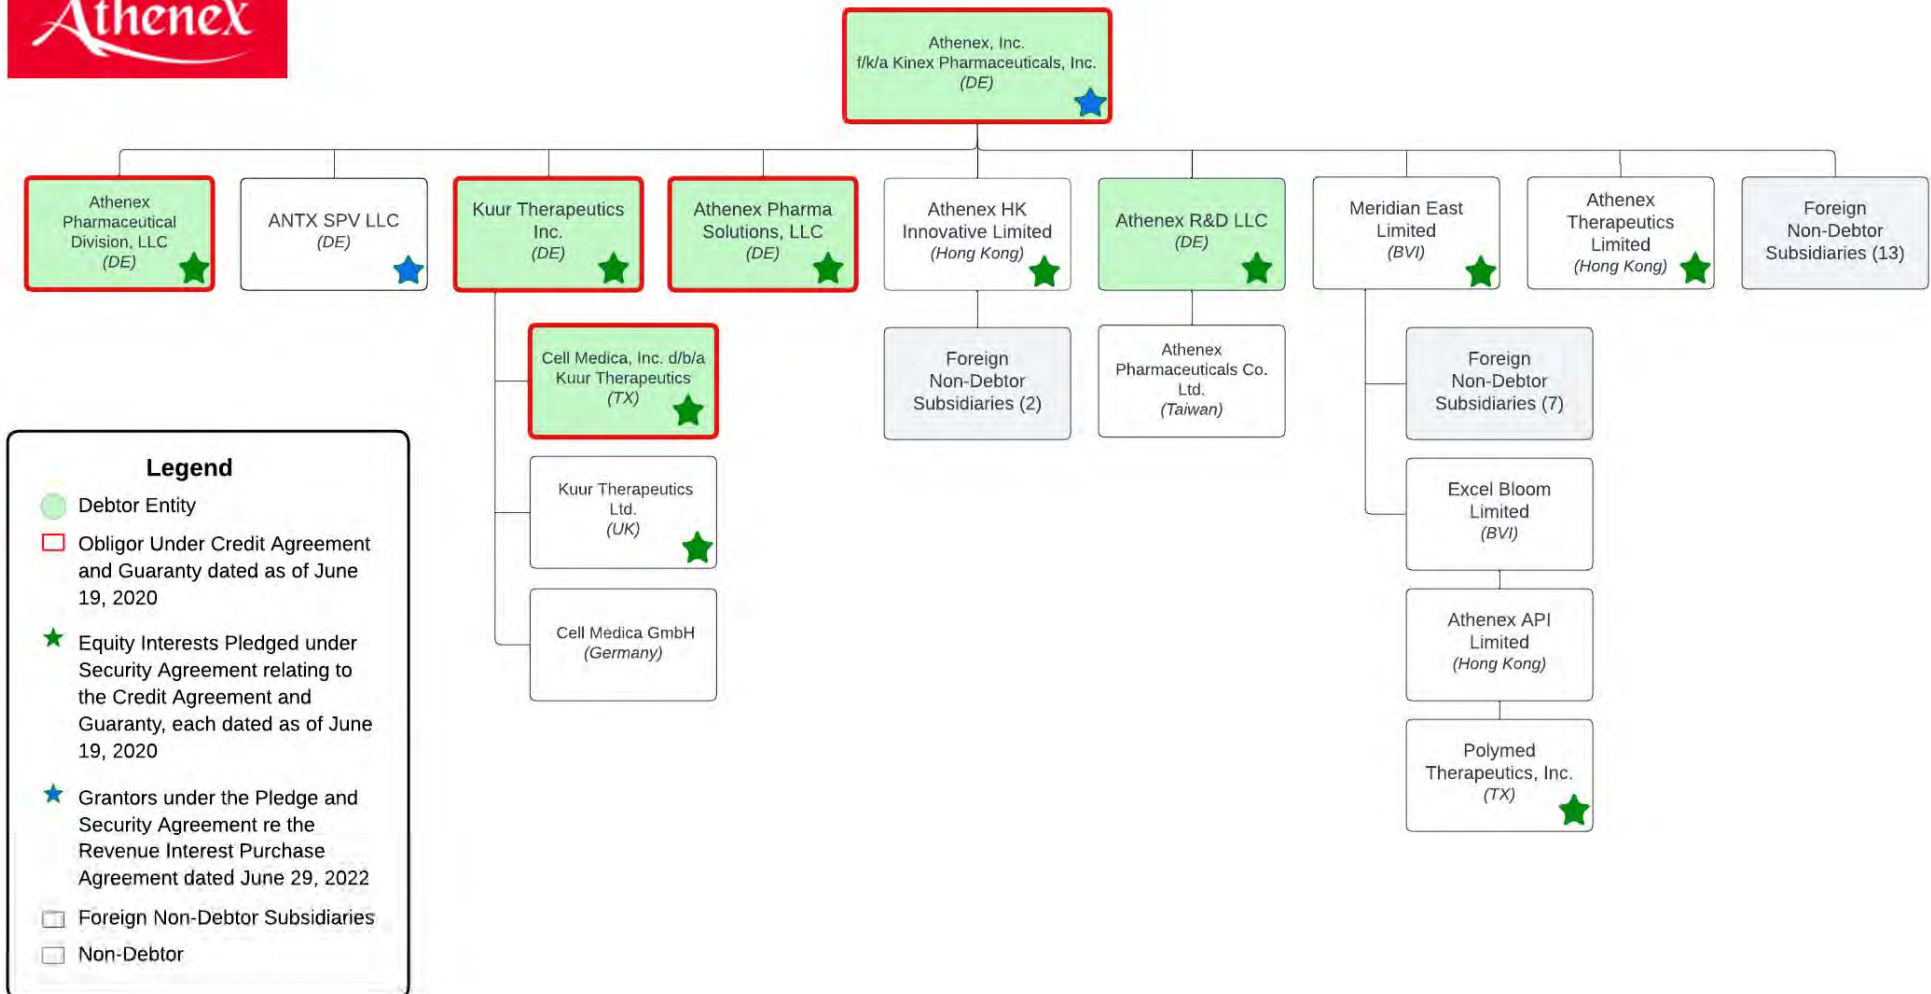 Athenex
Athenex, Inc.
f/k/a Kinex Pharmaceuticals, Inc.
(DE)
Athenex
Pharmaceutical
Division, LLC
(DE)
ANTX SPV LLC
(DE)
Kuur Therapeutics
Inc.
(DE)
Athenex Pharma
Solutions, LLC
(DE)
Athenex HK
Innovative Limited
(Hong Kong)
Athenex R&D LLC
(DE)
Meridian East
Limited
(BVI)
Athenex
Therapeutics
Limited
(Hong Kong)
Foreign
Non-Debtor
Subsidiaries (13)
Cell Medica, Inc. d/b/a
Kuur Therapeutics
(TX)
Foreign
Non-Debtor
Subsidiaries (2)
Athenex
Pharmaceuticals Co.
Ltd.
(Taiwan)
Foreign
Non-Debtor
Subsidiaries (7)
Kuur Therapeutics
Ltd.
(UK)
Excel Bloom
Limited
(BVI)
Cell Medica GmbH
(Germany)
Athenex API
Limited
(Hong Kong)
Polymed
Therapeutics, Inc.
(TX)
Legend
Debtor Entity
Obligor Under Credit Agreement
and Guaranty dated as of June
19, 2020
Equity Interests Pledged under
Security Agreement relating to
the Credit Agreement and
Guaranty, each dated as of June
19, 2020
Grantors under the Pledge and
Security Agreement re the
Revenue Interest Purchase
Agreement dated June 29, 2022
Foreign Non-Debtor Subsidiaries
Non-Debtor